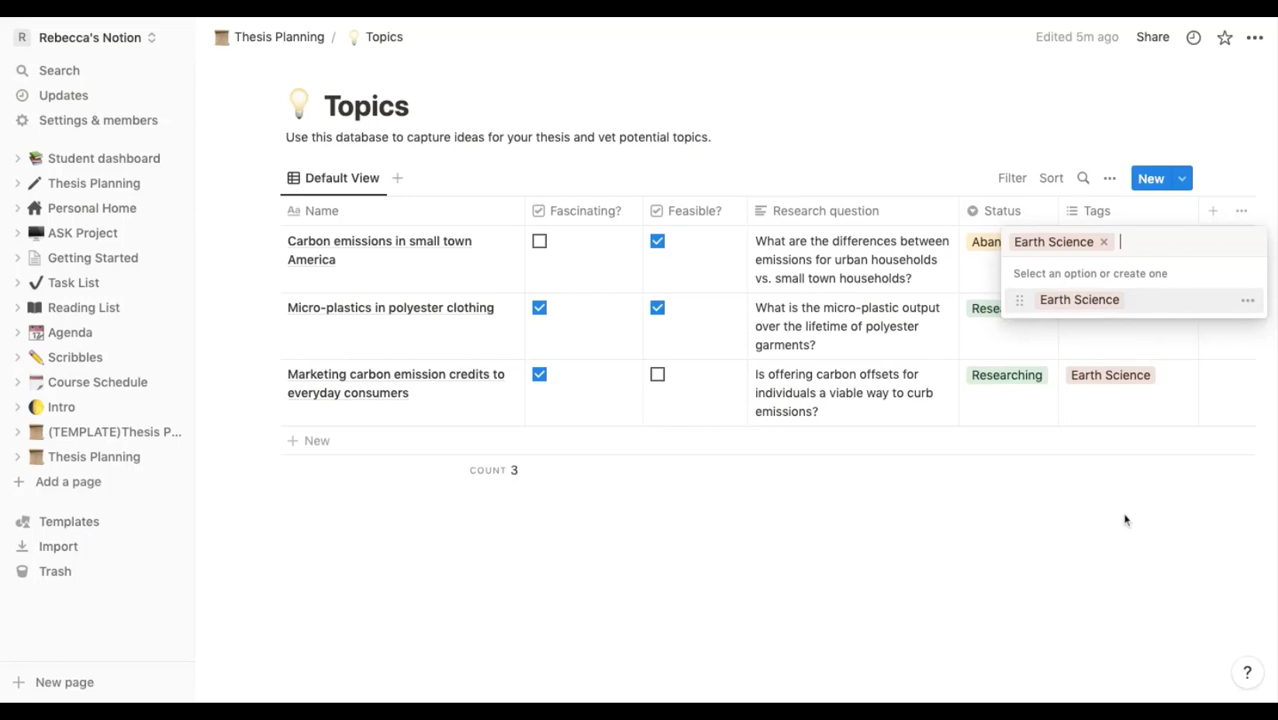 R Rebecca's Notion
Search
Updates
Settings & members
Student dashboard
Thesis Planning
Personal Home
ASK Project
Getting Started
Task List
Reading List
Agenda
Scribbles
Course Schedule
Intro
(TEMPLATE)Thesis P...
Thesis Planning
Add a page
Templates
Import
Trash
New page
Thesis Planning / Topics
Edited 5m ago Share
Topics
Use this database to capture ideas for your thesis and vet potential topics.
Default View
Filter Sort New
Aa Name Fascinating? Feasible? Research question Status Tags
Carbon emissions in small town
America
What are the differences between
emissions for urban households
vs. small town households?
Aban
Earth Science ×
Select an option or create one
Earth Science
Micro-plastics in polyester clothing
What is the micro-plastic output
over the lifetime of polyester
garments?
Rese
Marketing carbon emission credits to
everyday consumers
Is offering carbon offsets for
individuals a viable way to curb
emissions?
Researching
Earth Science
+ New
COUNT 3
?